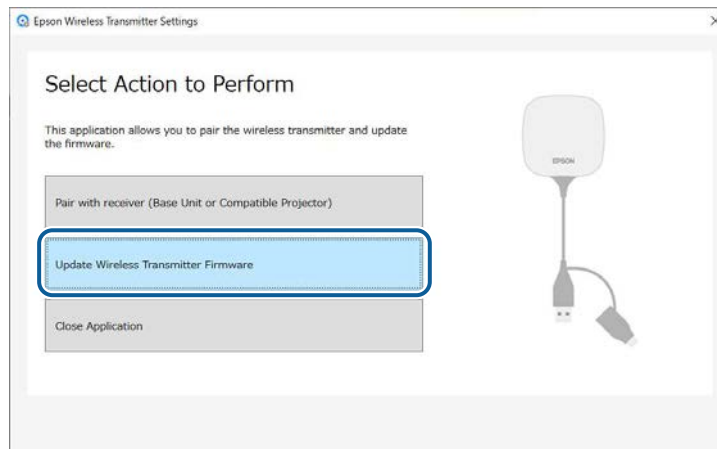 Epson Wireless Transmitter Settings
Select Action to Perform
This application allows you to pair the wireless transmitter and update
the firmware.
EPSON
Pair with receiver (Base Unit or Compatible Projector)
Update Wireless Transmitter Firmware
Close Application